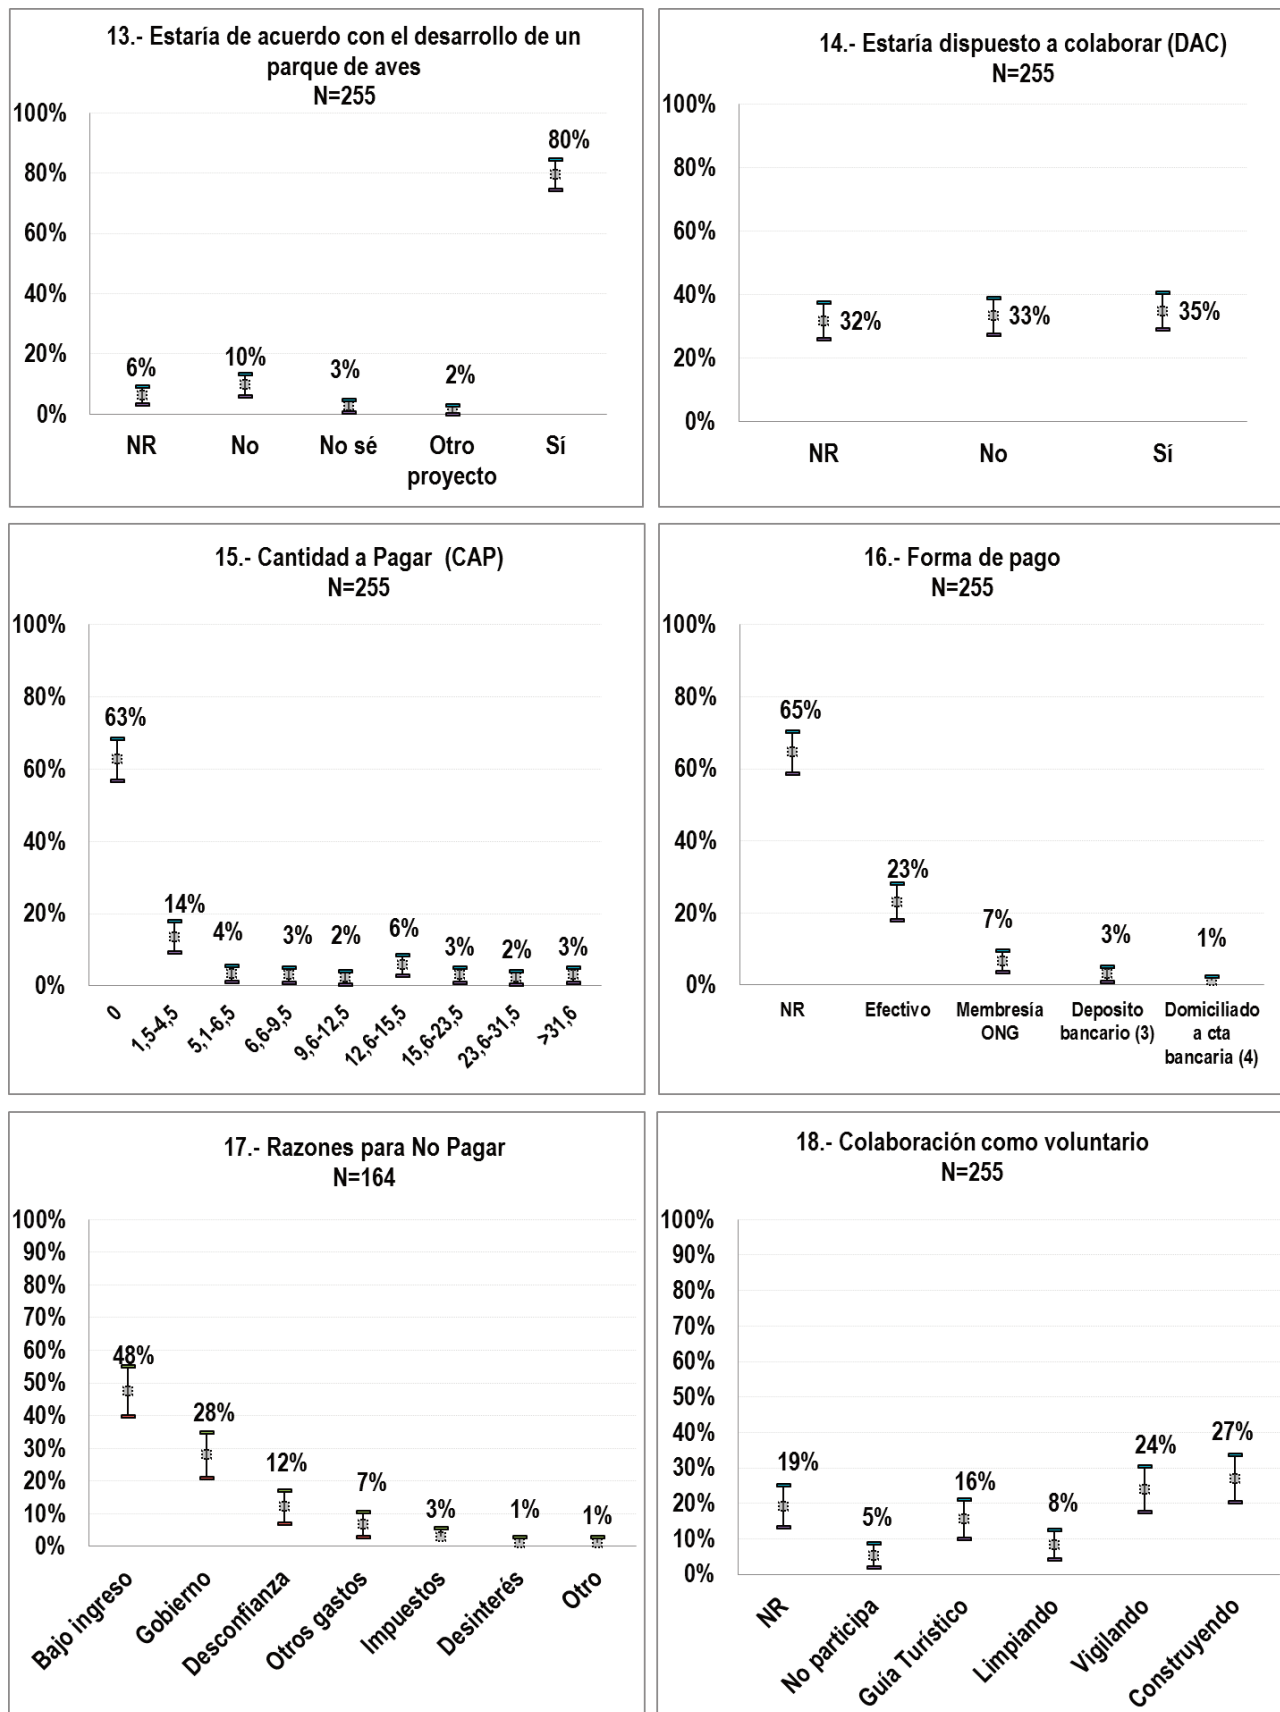 13.- Estaría de acuerdo con el desarrollo de un
parque de aves
N=255
100%
80%
60%
40%
20%
0%
6%
10%
3%
2%
80%
NR
No
No sé
Otro
proyecto
Sí
14.- Estaría dispuesto a colaborar (DAC)
N=255
100%
80%
60%
40%
20%
0%
32%
33%
35%
NR
No
Sí
15.- Cantidad a Pagar (CAP)
N=255
100%
80%
60%
40%
20%
0%
63%
14%
4%
3%
2%
6%
3%
2%
3%
0
1,5-4,5
5,1-6,5
6,6-9,5
9,6-12,5
12,6-15,5
15,6-23,5
23,6-31,5
>31,6
16.- Forma de pago
N=255
100%
80%
60%
40%
20%
0%
65%
23%
7%
3%
1%
NR
Efectivo
Membresía
ONG
Deposito
bancario (3)
Domiciliado
a cta
bancaria (4)
17.- Razones para No Pagar
N=164
100%
90%
80%
70%
60%
50%
40%
30%
20%
10%
0%
48%
28%
12%
7%
3%
1%
1%
Bajo ingreso
Gobierno
Desconfianza
Otros gastos
Impuestos
Desinterés
Otro
18.- Colaboración como voluntario
N=255
100%
90%
80%
70%
60%
50%
40%
30%
20%
10%
0%
19%
5%
16%
8%
24%
27%
NR
No participa
Guía Turístico
Limpiando
Vigilando
Construyendo